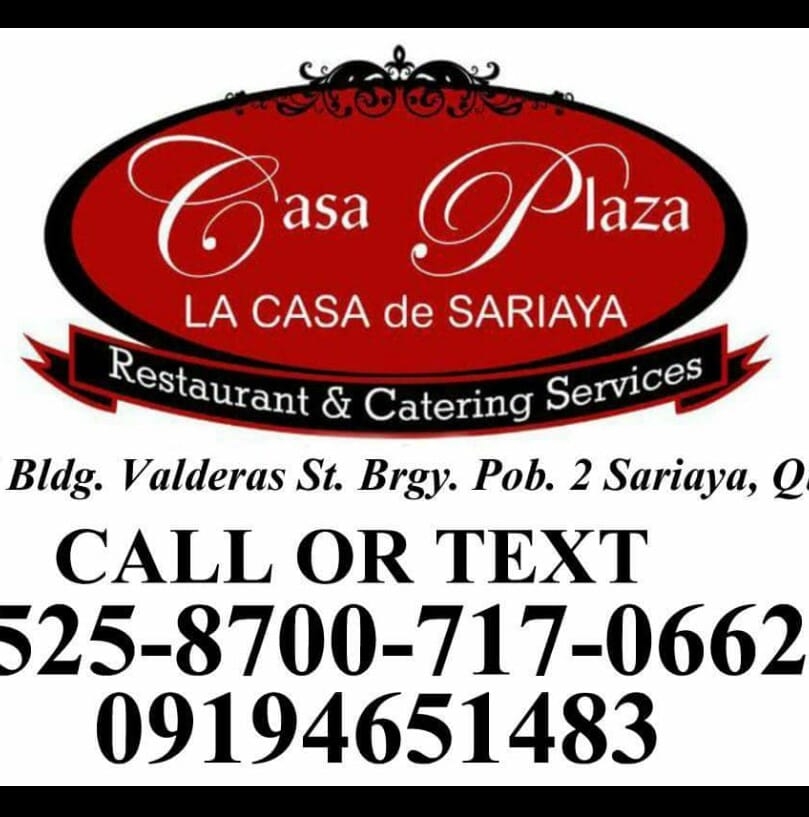 Casa Plaza
LA CASA de SARIAYA
Restaurant & Catering Services
Bldg. Valderas St. Brgy. Pob. 2 Sariaya,
CALL OR TEXT
525-8700-717-0662
09194651483